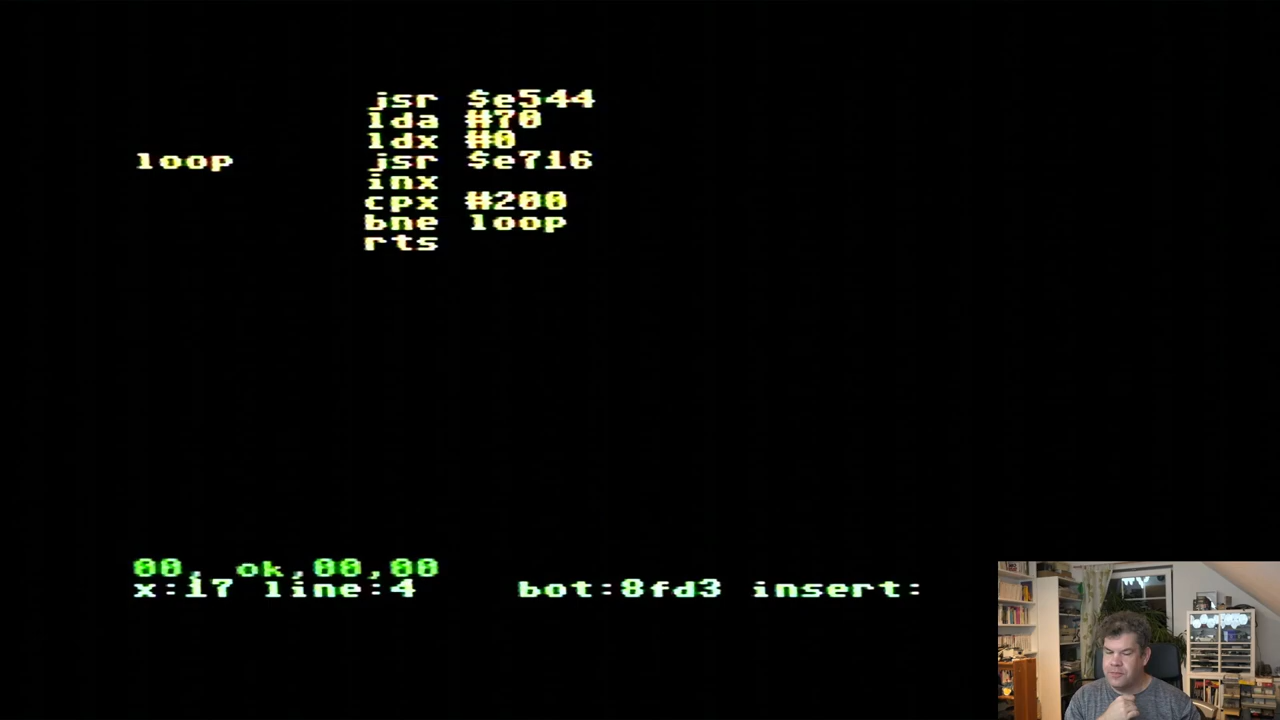 jsr $e544
lda #70
ldx #0
loop jsr $e716
inx
cpx #200
bne loop
rts
00, ok,00,00
x:17 line:4 bot:8fd3 insert: